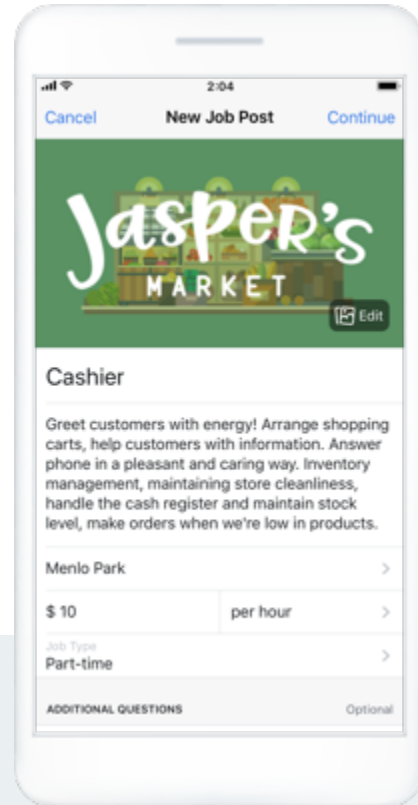 2:04
Cancel New Job Post Continue
Jasper's
MARKET
Edit
Cashier
Greet customers with energy! Arrange shopping
carts, help customers with information. Answer
phone in a pleasant and caring way. Inventory
management, maintaining store cleanliness,
handle the cash register and maintain stock
level, make orders when we're low in products.
Menlo Park
$ 10 per hour
Job Type
Part-time
ADDITIONAL QUESTIONS Optional